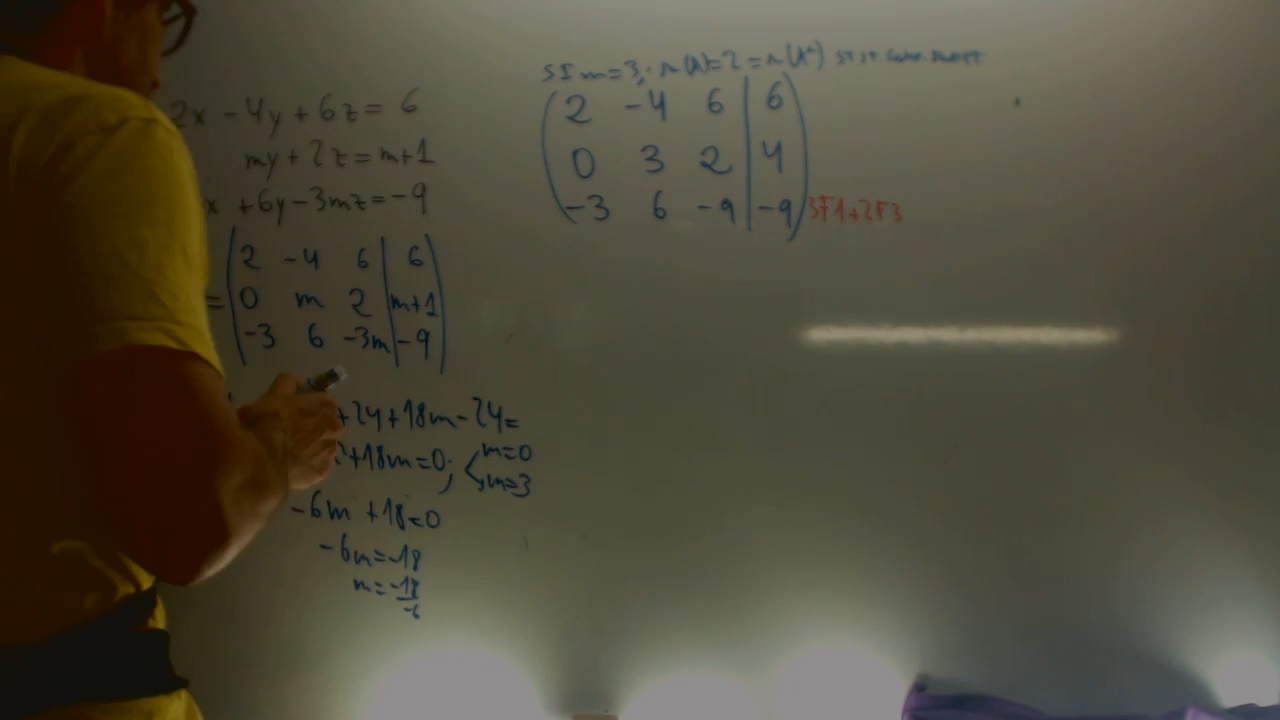 2x - 4y + 6z = 6
my + 2z = m+1
x + 6y - 3mz = -9
= 2 -4 6 | 6
0 m 2 | m+1
-3 6 -3m | -9
+24+18m-24=
+18m=0; m=0
m=3
-6m+18=0
-6m=-18
m=-18/-6
SI m=3; r(A)=2=r(A*)
2 -4 6 | 6
0 3 2 | 4
-3 6 -9 | -9 3F1+2F3